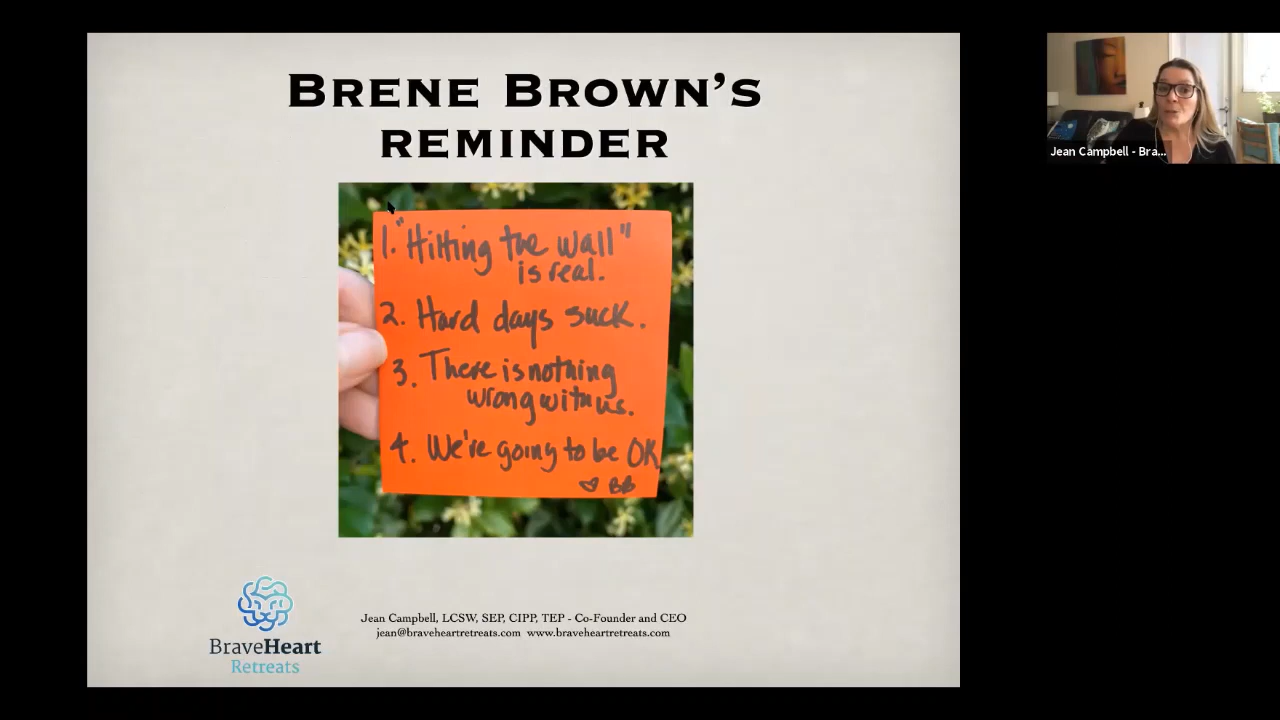 BRENE BROWN'S
REMINDER
1. "Hitting the wall"
is real.
2. Hard days suck.
3. There is nothing
wrong with us.
4. We're going to be OK
BB
Jean Campbell, LCSW, SEP, CIPP, TEP - Co-Founder and CEO
jean@braveheartretreats.com www.braveheartretreats.com
BraveHeart
Retreats
Jean Campbell - Bra...